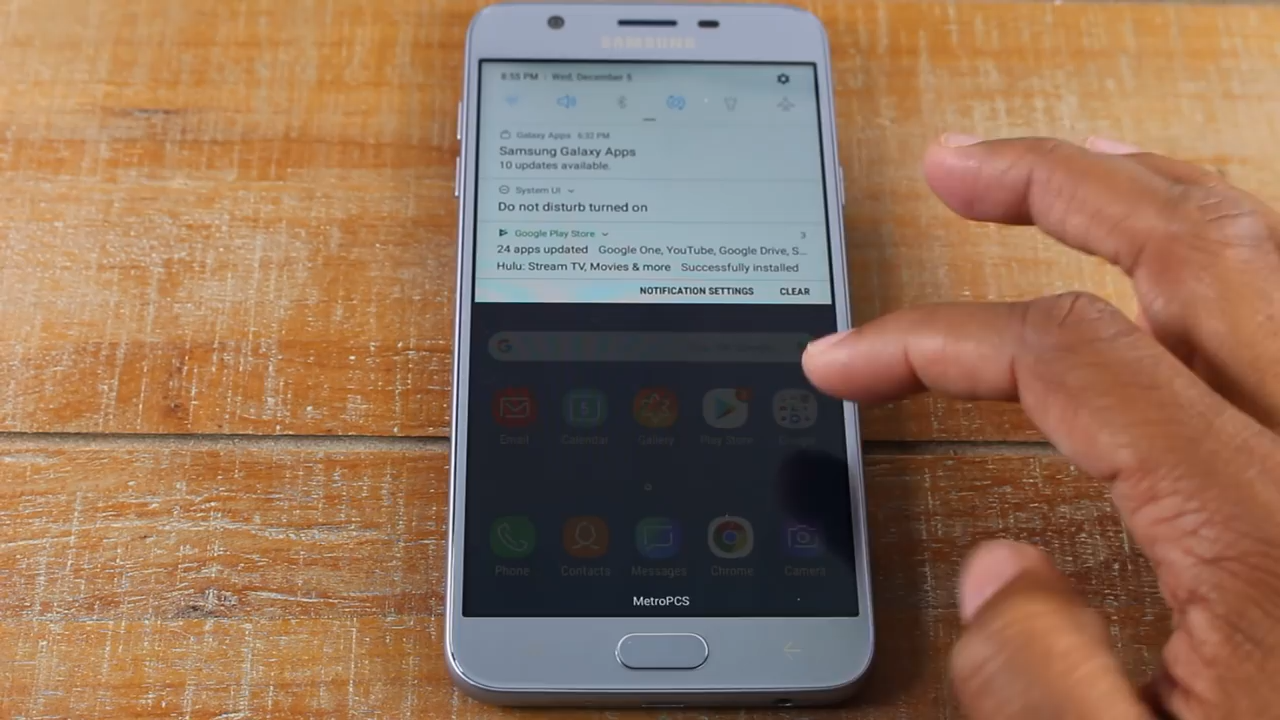 SAMSUNG
8:55 PM Wed, December 5
Galaxy Apps 6:32 PM
Samsung Galaxy Apps
10 updates available.
System UI
Do not disturb turned on
Google Play Store 3
24 apps updated Google One, YouTube, Google Drive, S...
Hulu: Stream TV, Movies & more Successfully installed
NOTIFICATION SETTINGS CLEAR
G
5
Email Calendar Gallery Play Store Google
Phone Contacts Messages Chrome Camera
MetroPCS